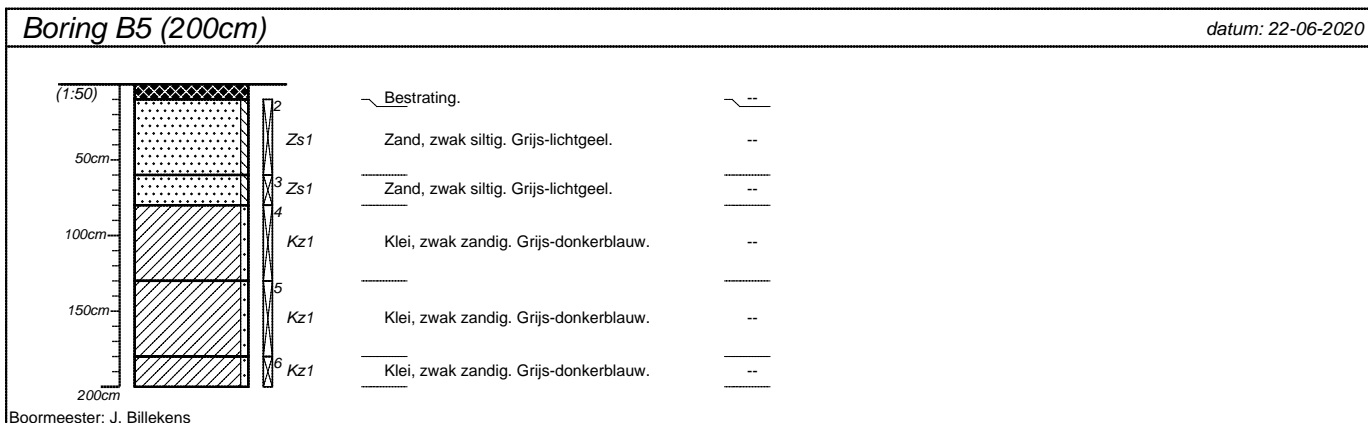 Boring B5 (200cm) datum: 22-06-2020
(1:50) Bestrating. --
2
Zs1 Zand, zwak siltig. Grijs-lichtgeel. --
50cm
3 Zs1 Zand, zwak siltig. Grijs-lichtgeel. --
4
100cm Kz1 Klei, zwak zandig. Grijs-donkerblauw. --
5
150cm Kz1 Klei, zwak zandig. Grijs-donkerblauw. --
6 Kz1 Klei, zwak zandig. Grijs-donkerblauw. --
200cm
Boormeester: J. Billekens